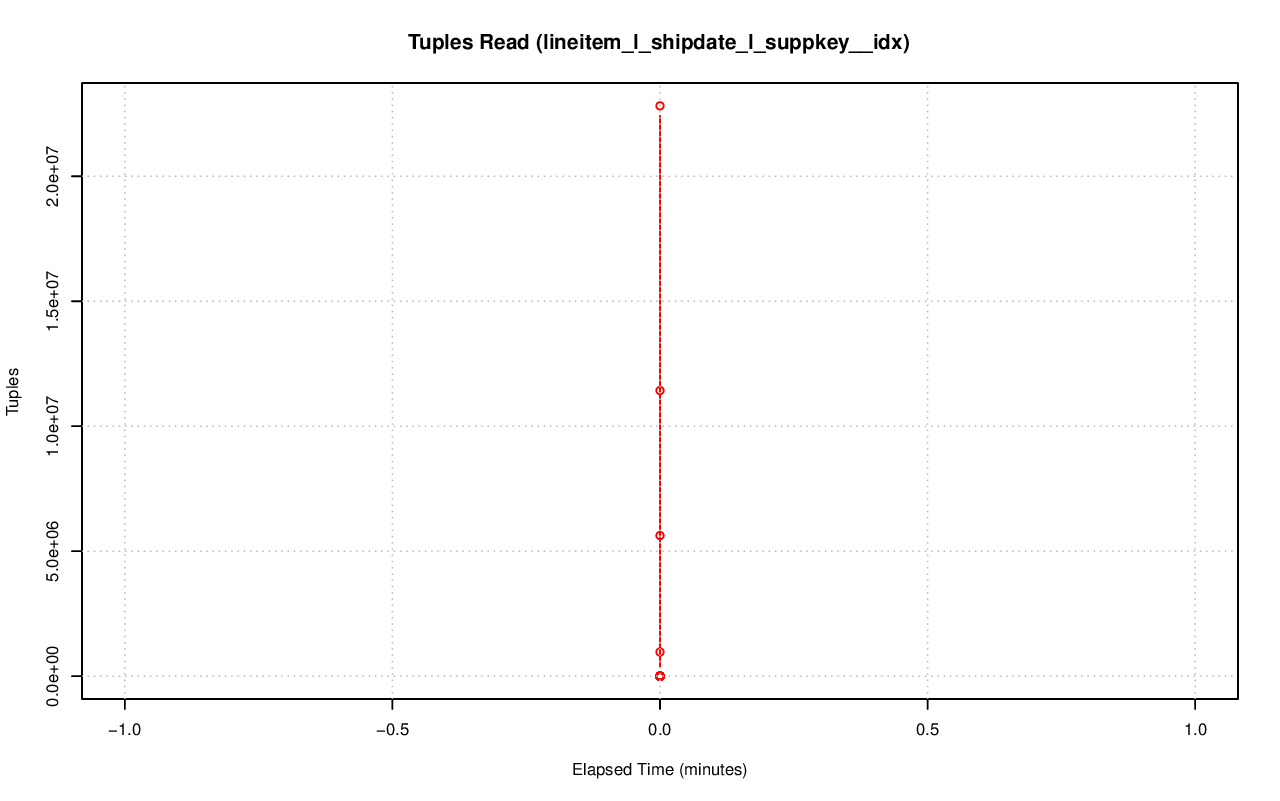 Tuples Read (lineitem_l_shipdate_l_suppkey__idx)
Tuples
2.0e+07
1.5e+07
1.0e+07
5.0e+06
0.0e+00
−1.0
−0.5
0.0
0.5
1.0
Elapsed Time (minutes)